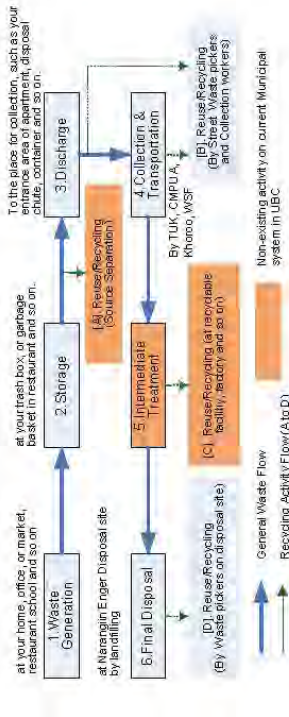 at your home, office, or market,
restaurant school and so on
1.Waste
Generation
at your trash box, or garbage
basket in restaurant and so on.
2.Storage
To the place for collection, such as your
entrance area of apartment, disposal
chute, container and so on.
3.Discharge
[A]. Reuse/Recycling
(Source Separation)
at Narangiin Enger Disposal site
by landfilling
6.Final Disposal
5.Intermediate
Treatment
4.Collection &
Transportation
By TUK, CMPUA,
Khoroo, WSF
[D]. Reuse/Recycling
(By Waste pickers on disposal site)
[C]. Reuse/Recycling (at recyclable
facility, factory and so on)
[B]. Reuse/Recycling
(By Street Waste pickers
and Collection workers)
General Waste Flow
Recycling Activity Flow (A to D)
Non-existing activity on current Municipal
system in UBC